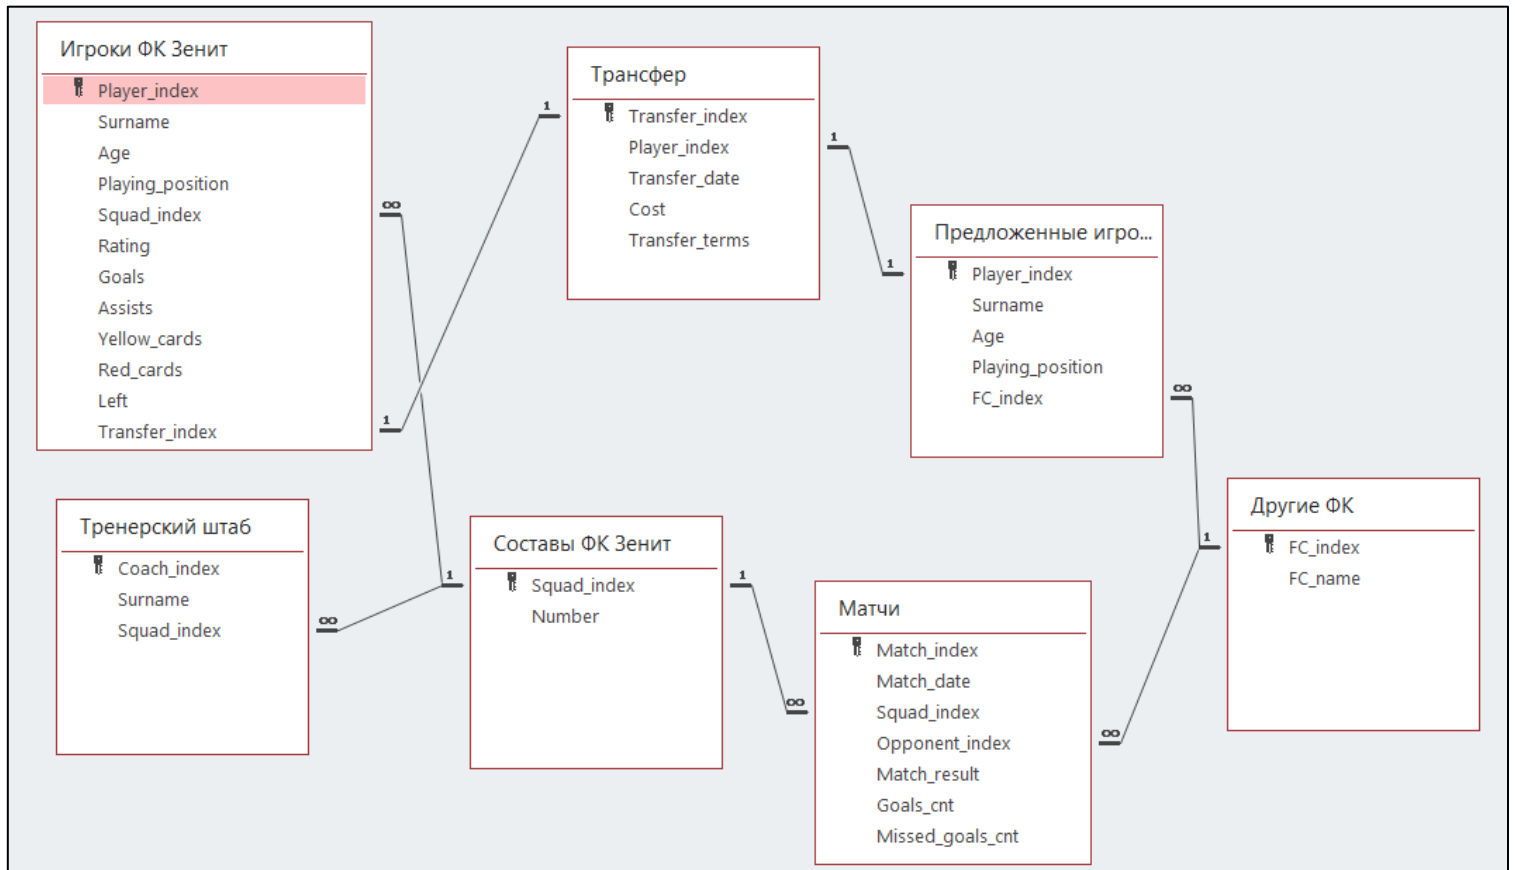 Игроки ФК Зенит
Player_index
Surname
Age
Playing_position
Squad_index
Rating
Goals
Assists
Yellow_cards
Red_cards
Left
Transfer_index
Трансфер
Transfer_index
Player_index
Transfer_date
Cost
Transfer_terms
Предложенные игро...
Player_index
Surname
Age
Playing_position
FC_index
Тренерский штаб
Coach_index
Surname
Squad_index
Составы ФК Зенит
Squad_index
Number
Матчи
Match_index
Match_date
Squad_index
Opponent_index
Match_result
Goals_cnt
Missed_goals_cnt
Другие ФК
FC_index
FC_name
1
1
∞
1
1
∞
1
∞
1
∞
1
∞